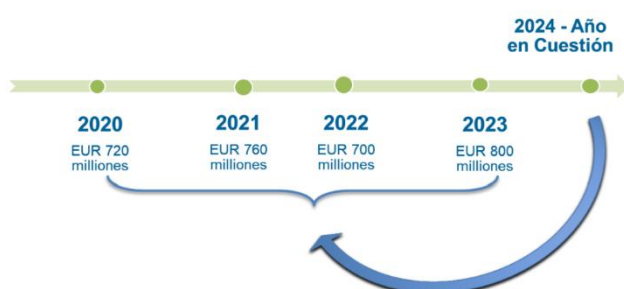 2024 - Año
en Cuestión
2020
EUR 720
milliones
2021
EUR 760
milliones
2022
EUR 700
milliones
2023
EUR 800
milliones